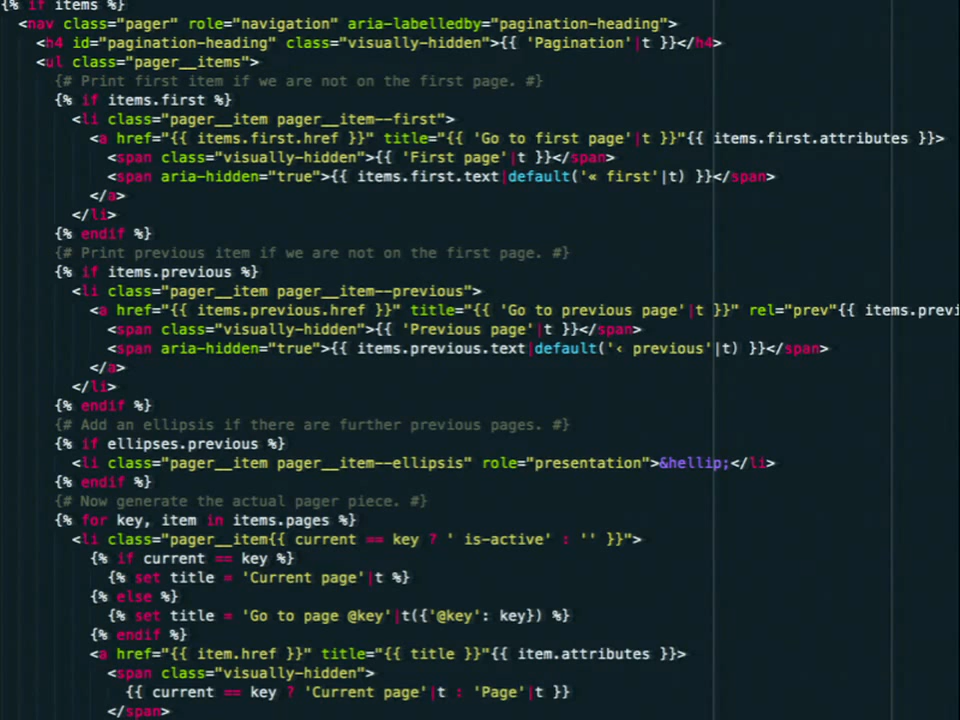 {% if items %}
<nav class="pager" role="navigation" aria-labelledby="pagination-heading">
<h4 id="pagination-heading" class="visually-hidden">{{ 'Pagination'|t }}</h4>
<ul class="pager__items">
{# Print first item if we are not on the first page. #}
{% if items.first %}
<li class="pager__item pager__item--first">
<a href="{{ items.first.href }}" title="{{ 'Go to first page'|t }}"{{ items.first.attributes }}>
<span class="visually-hidden">{{ 'First page'|t }}</span>
<span aria-hidden="true">{{ items.first.text|default('« first'|t) }}</span>
</a>
</li>
{% endif %}
{# Print previous item if we are not on the first page. #}
{% if items.previous %}
<li class="pager__item pager__item--previous">
<a href="{{ items.previous.href }}" title="{{ 'Go to previous page'|t }}" rel="prev"{{ items.previ
<span class="visually-hidden">{{ 'Previous page'|t }}</span>
<span aria-hidden="true">{{ items.previous.text|default('‹ previous'|t) }}</span>
</a>
</li>
{% endif %}
{# Add an ellipsis if there are further previous pages. #}
{% if ellipses.previous %}
<li class="pager__item pager__item--ellipsis" role="presentation">&hellip;</li>
{% endif %}
{# Now generate the actual pager piece. #}
{% for key, item in items.pages %}
<li class="pager__item{{ current == key ? ' is-active' : '' }}">
{% if current == key %}
{% set title = 'Current page'|t %}
{% else %}
{% set title = 'Go to page @key'|t({'@key': key}) %}
{% endif %}
<a href="{{ item.href }}" title="{{ title }}"{{ item.attributes }}>
<span class="visually-hidden">
{{ current == key ? 'Current page'|t : 'Page'|t }}
</span>